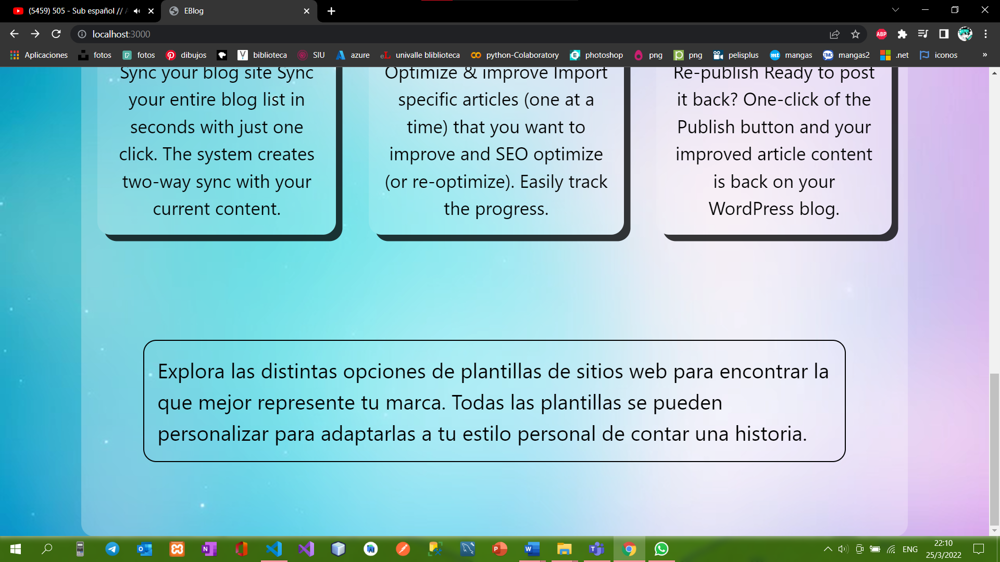 (5459) 505 - Sub español //
EBlog
localhost:3000
ABP
Aplicaciones
fotos
fotos
dibujos
biblioteca
SIU
azure
univalle bliblioteca
python-Colaboratory
photoshop
png
png
pelisplus
mangas
mangas2
.net
iconos
»
Sync your blog site Sync
your entire blog list in
seconds with just one
click. The system creates
two-way sync with your
current content.
Optimize & improve Import
specific articles (one at a
time) that you want to
improve and SEO optimize
(or re-optimize). Easily track
the progress.
Re-publish Ready to post
it back? One-click of the
Publish button and your
improved article content
is back on your
WordPress blog.
Explora las distintas opciones de plantillas de sitios web para encontrar la
que mejor represente tu marca. Todas las plantillas se pueden
personalizar para adaptarlas a tu estilo personal de contar una historia.
ENG
22:10
25/3/2022